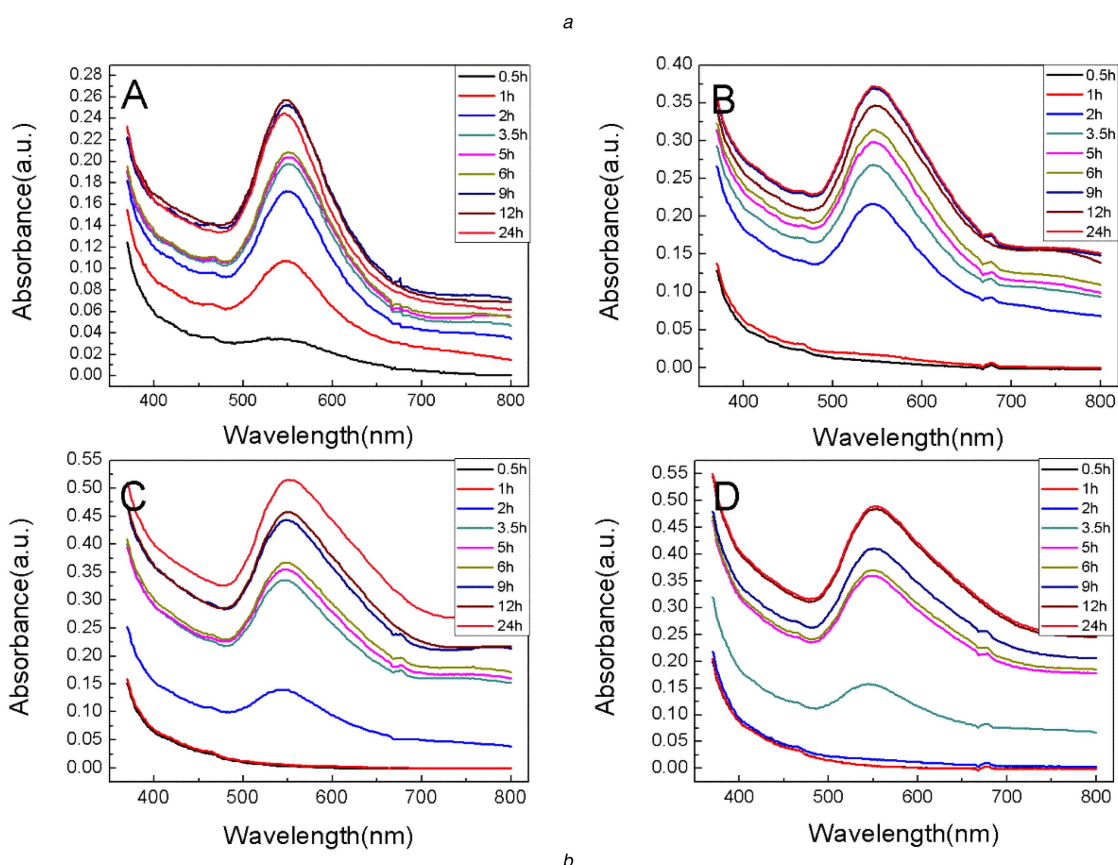 a
A
0.28
0.26
0.24
0.22
0.20
0.18
0.16
0.14
0.12
0.10
0.08
0.06
0.04
0.02
0.00
Absorbance(a.u.)
400 500 600 700 800
Wavelength(nm)
0.5h
1h
2h
3.5h
5h
6h
9h
12h
24h
B
0.40
0.35
0.30
0.25
0.20
0.15
0.10
0.05
0.00
Absorbance(a.u.)
400 500 600 700 800
Wavelength(nm)
0.5h
1h
2h
3.5h
5h
6h
9h
12h
24h
C
0.55
0.50
0.45
0.40
0.35
0.30
0.25
0.20
0.15
0.10
0.05
0.00
Absorbance(a.u.)
400 500 600 700 800
Wavelength(nm)
0.5h
1h
2h
3.5h
5h
6h
9h
12h
24h
D
0.55
0.50
0.45
0.40
0.35
0.30
0.25
0.20
0.15
0.10
0.05
0.00
Absorbance(a.u.)
400 500 600 700 800
Wavelength(nm)
0.5h
1h
2h
3.5h
5h
6h
9h
12h
24h
b